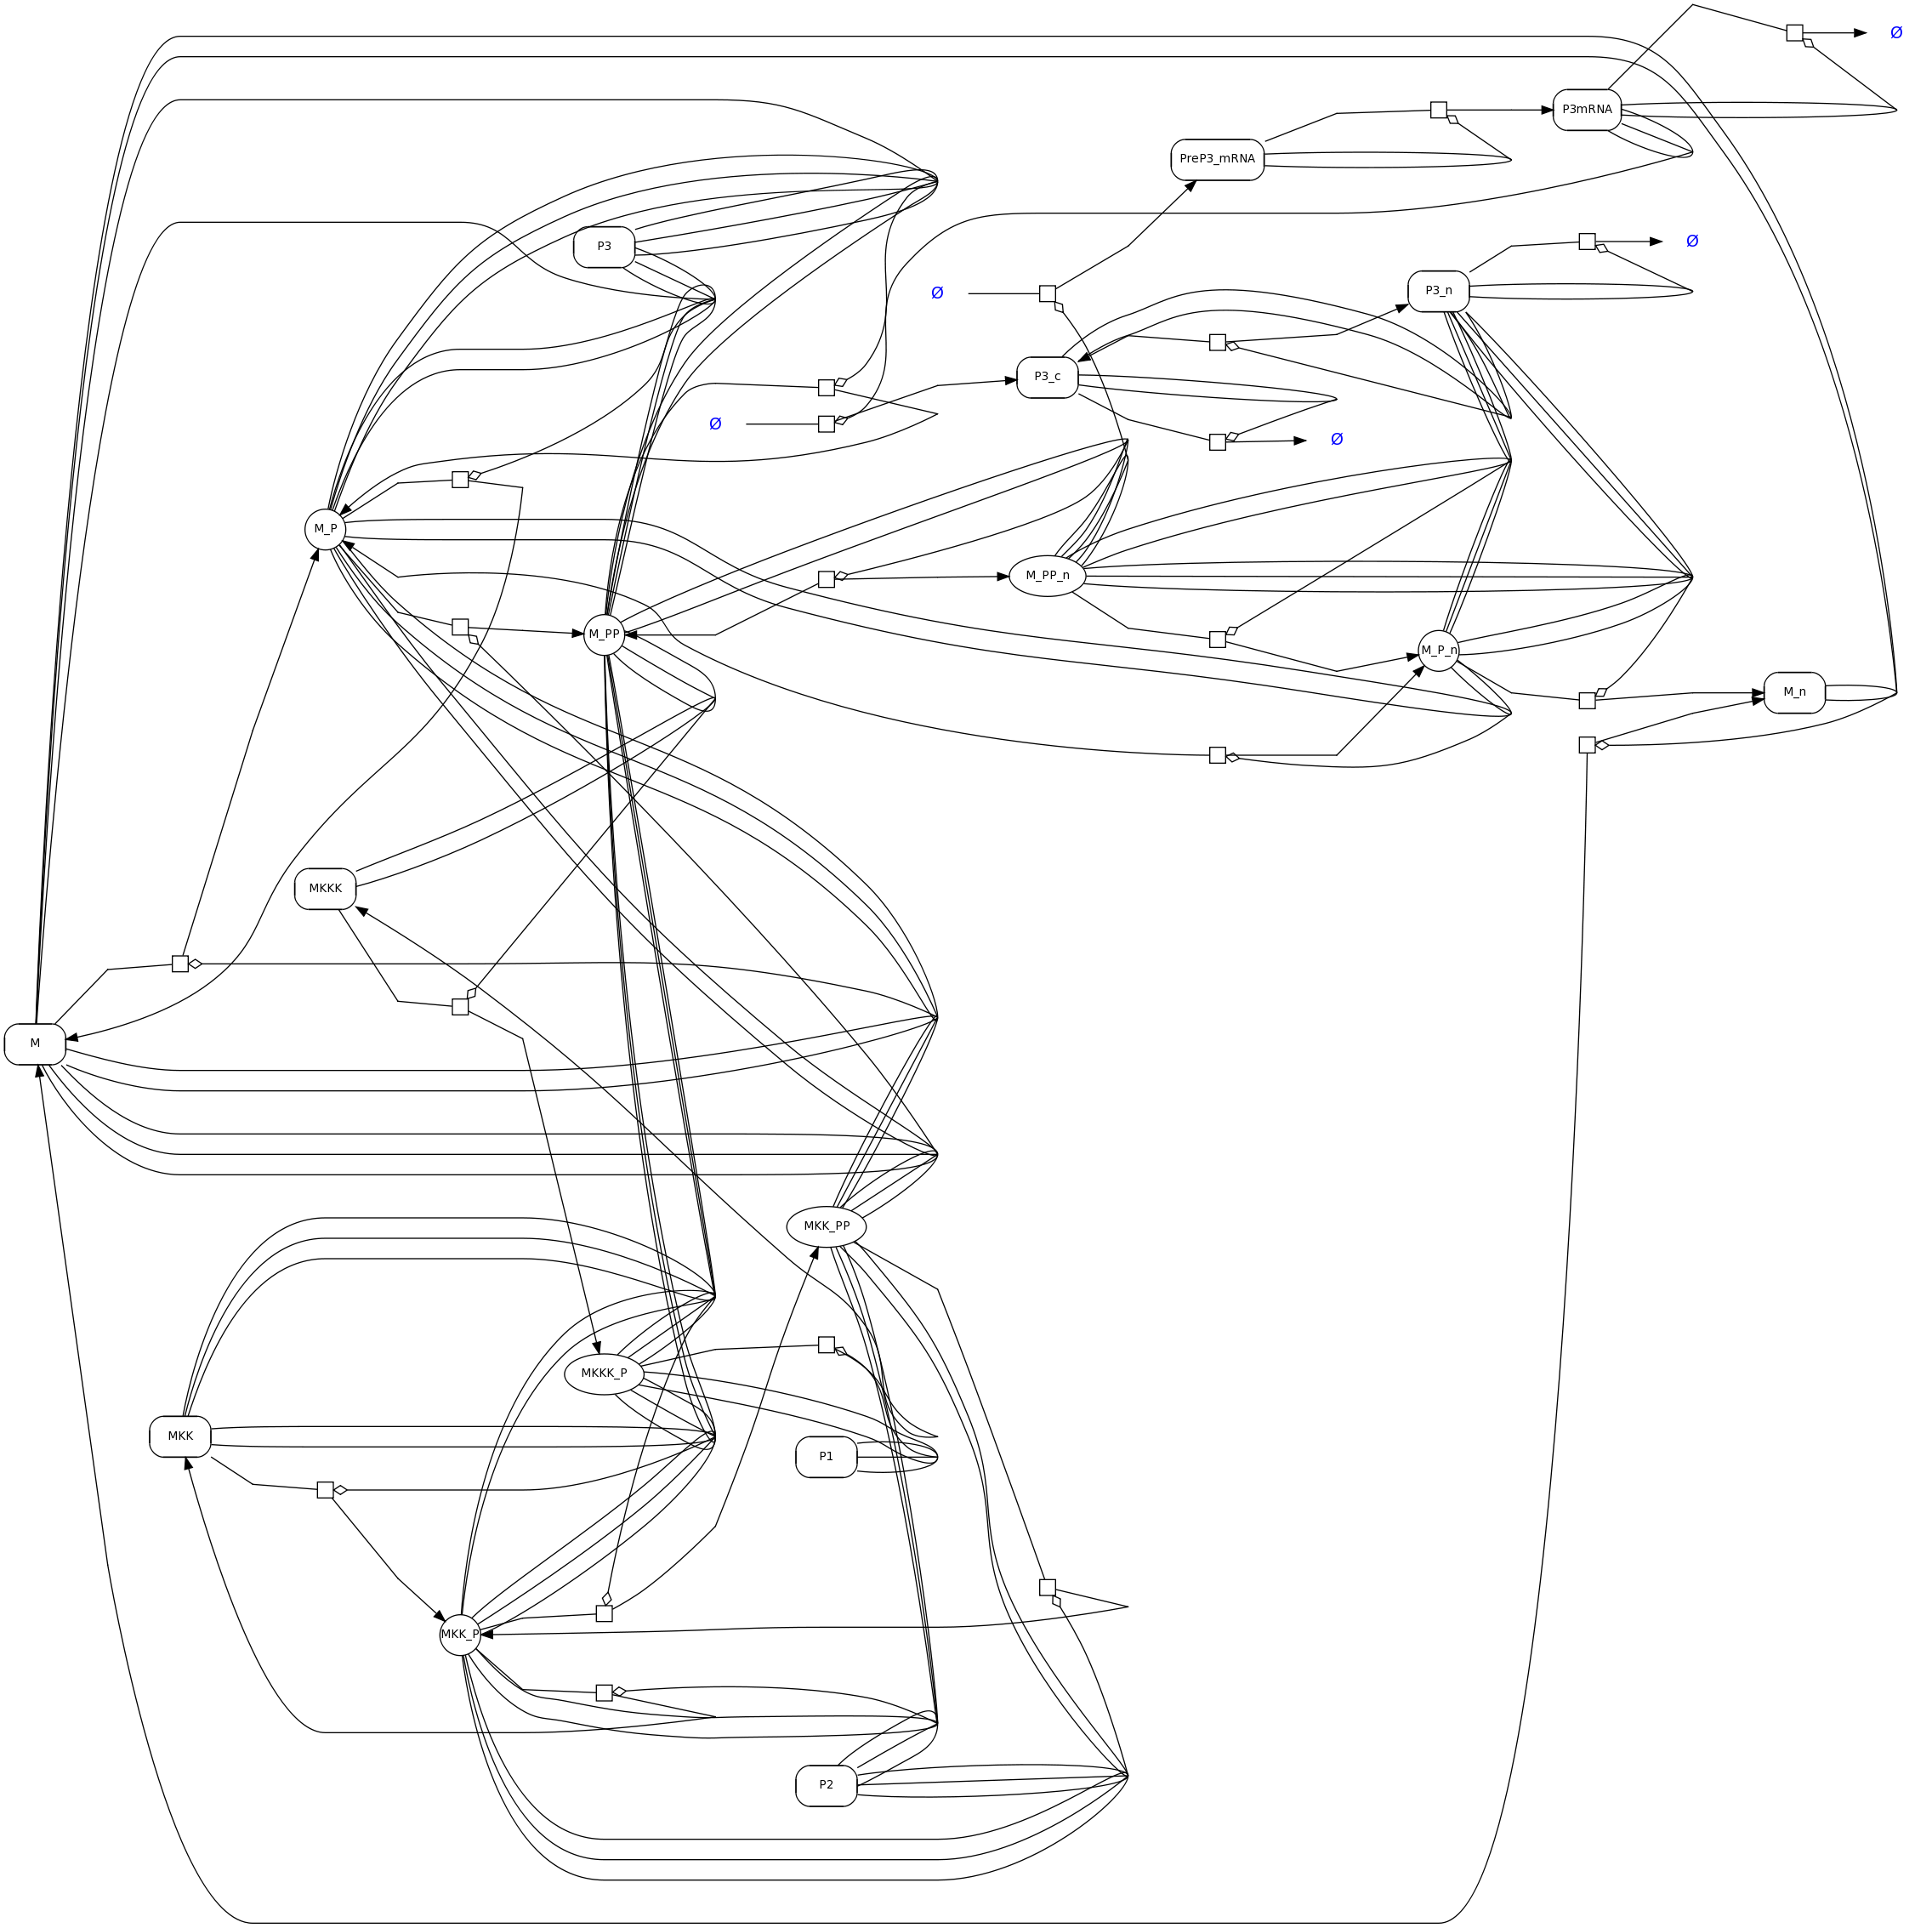 Ø
P3mRNA
PreP3_mRNA
P3
Ø
P3_n
Ø
P3_c
Ø
Ø
M_P
M_PP_n
M_PP
M_P_n
M_n
MKKK
M
MKK_PP
MKKK_P
MKK
P1
MKK_P
P2